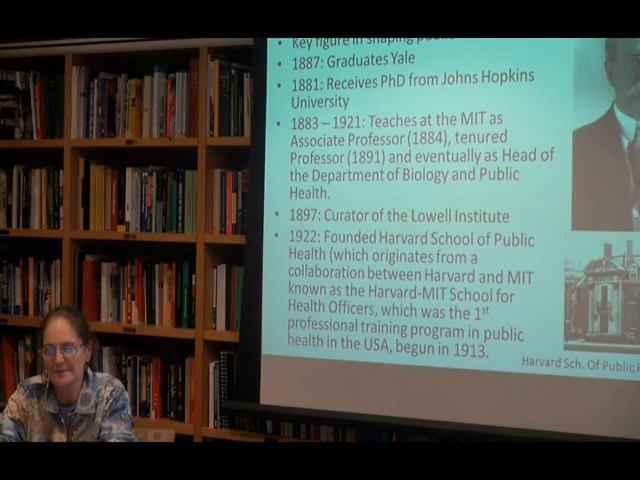 Key figure in shaping public
• 1887: Graduates Yale
• 1881: Receives PhD from Johns Hopkins
University
• 1883 – 1921: Teaches at the MIT as
Associate Professor (1884), tenured
Professor (1891) and eventually as Head of
the Department of Biology and Public
Health.
• 1897: Curator of the Lowell Institute
• 1922: Founded Harvard School of Public
Health (which originates from a
collaboration between Harvard and MIT
known as the Harvard-MIT School for
Health Officers, which was the 1st
professional training program in public
health in the USA, begun in 1913.
Harvard Sch. Of Public H